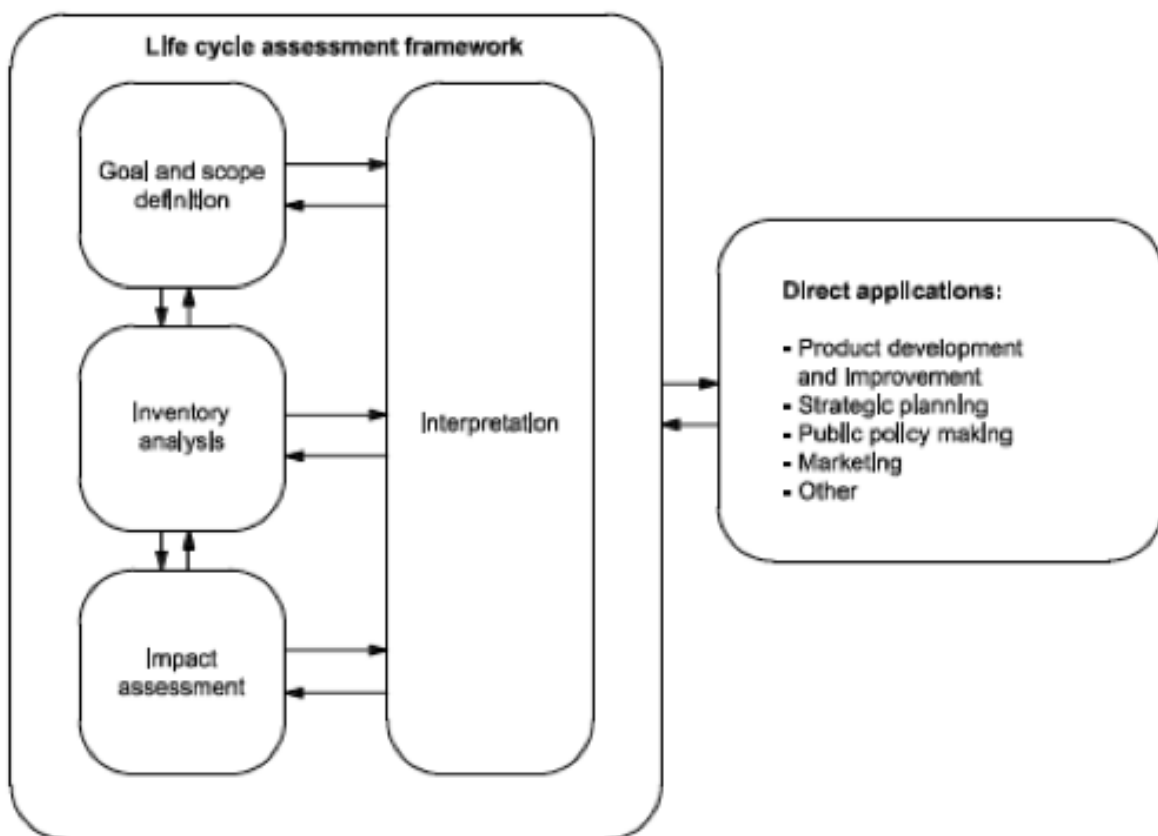 Life cycle assessment framework
Goal and scope
definition
Inventory
analysis
Impact
assessment
Interpretation
Direct applications:
- Product development
and improvement
- Strategic planning
- Public policy making
- Marketing
- Other